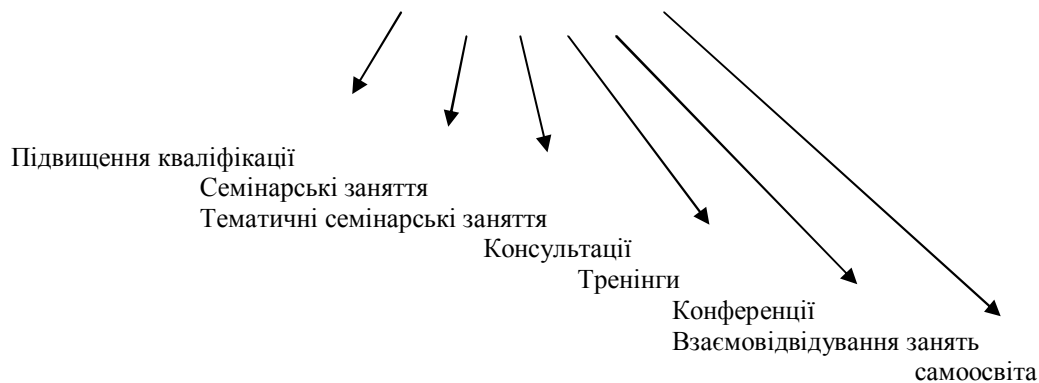 Підвищення кваліфікації
Семінарські заняття
Тематичні семінарські заняття
Консультації
Тренінги
Конференції
Взаємовідвідування занять
самоосвіта